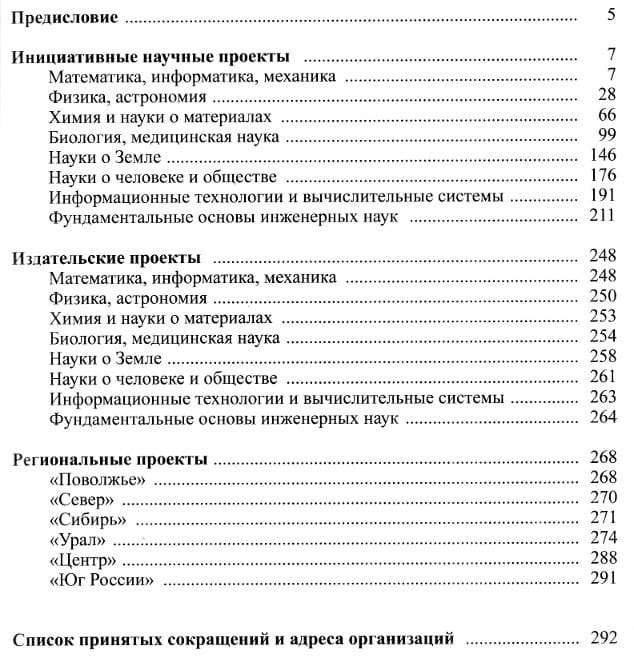 Предисловие ........ 5
Инициативные научные проекты ........ 7
Математика, информатика, механика ........ 7
Физика, астрономия ........ 28
Химия и науки о материалах ........ 66
Биология, медицинская наука ........ 99
Науки о Земле ........ 146
Науки о человеке и обществе ........ 176
Информационные технологии и вычислительные системы ........ 191
Фундаментальные основы инженерных наук ........ 211
Издательские проекты ........ 248
Математика, информатика, механика ........ 248
Физика, астрономия ........ 250
Химия и науки о материалах ........ 253
Биология, медицинская наука ........ 254
Науки о Земле ........ 258
Науки о человеке и обществе ........ 261
Информационные технологии и вычислительные системы ........ 263
Фундаментальные основы инженерных наук ........ 264
Региональные проекты ........ 268
«Поволжье» ........ 268
«Север» ........ 270
«Сибирь» ........ 271
«Урал» ........ 274
«Центр» ........ 288
«Юг России» ........ 291
Список принятых сокращений и адреса организаций ........ 292